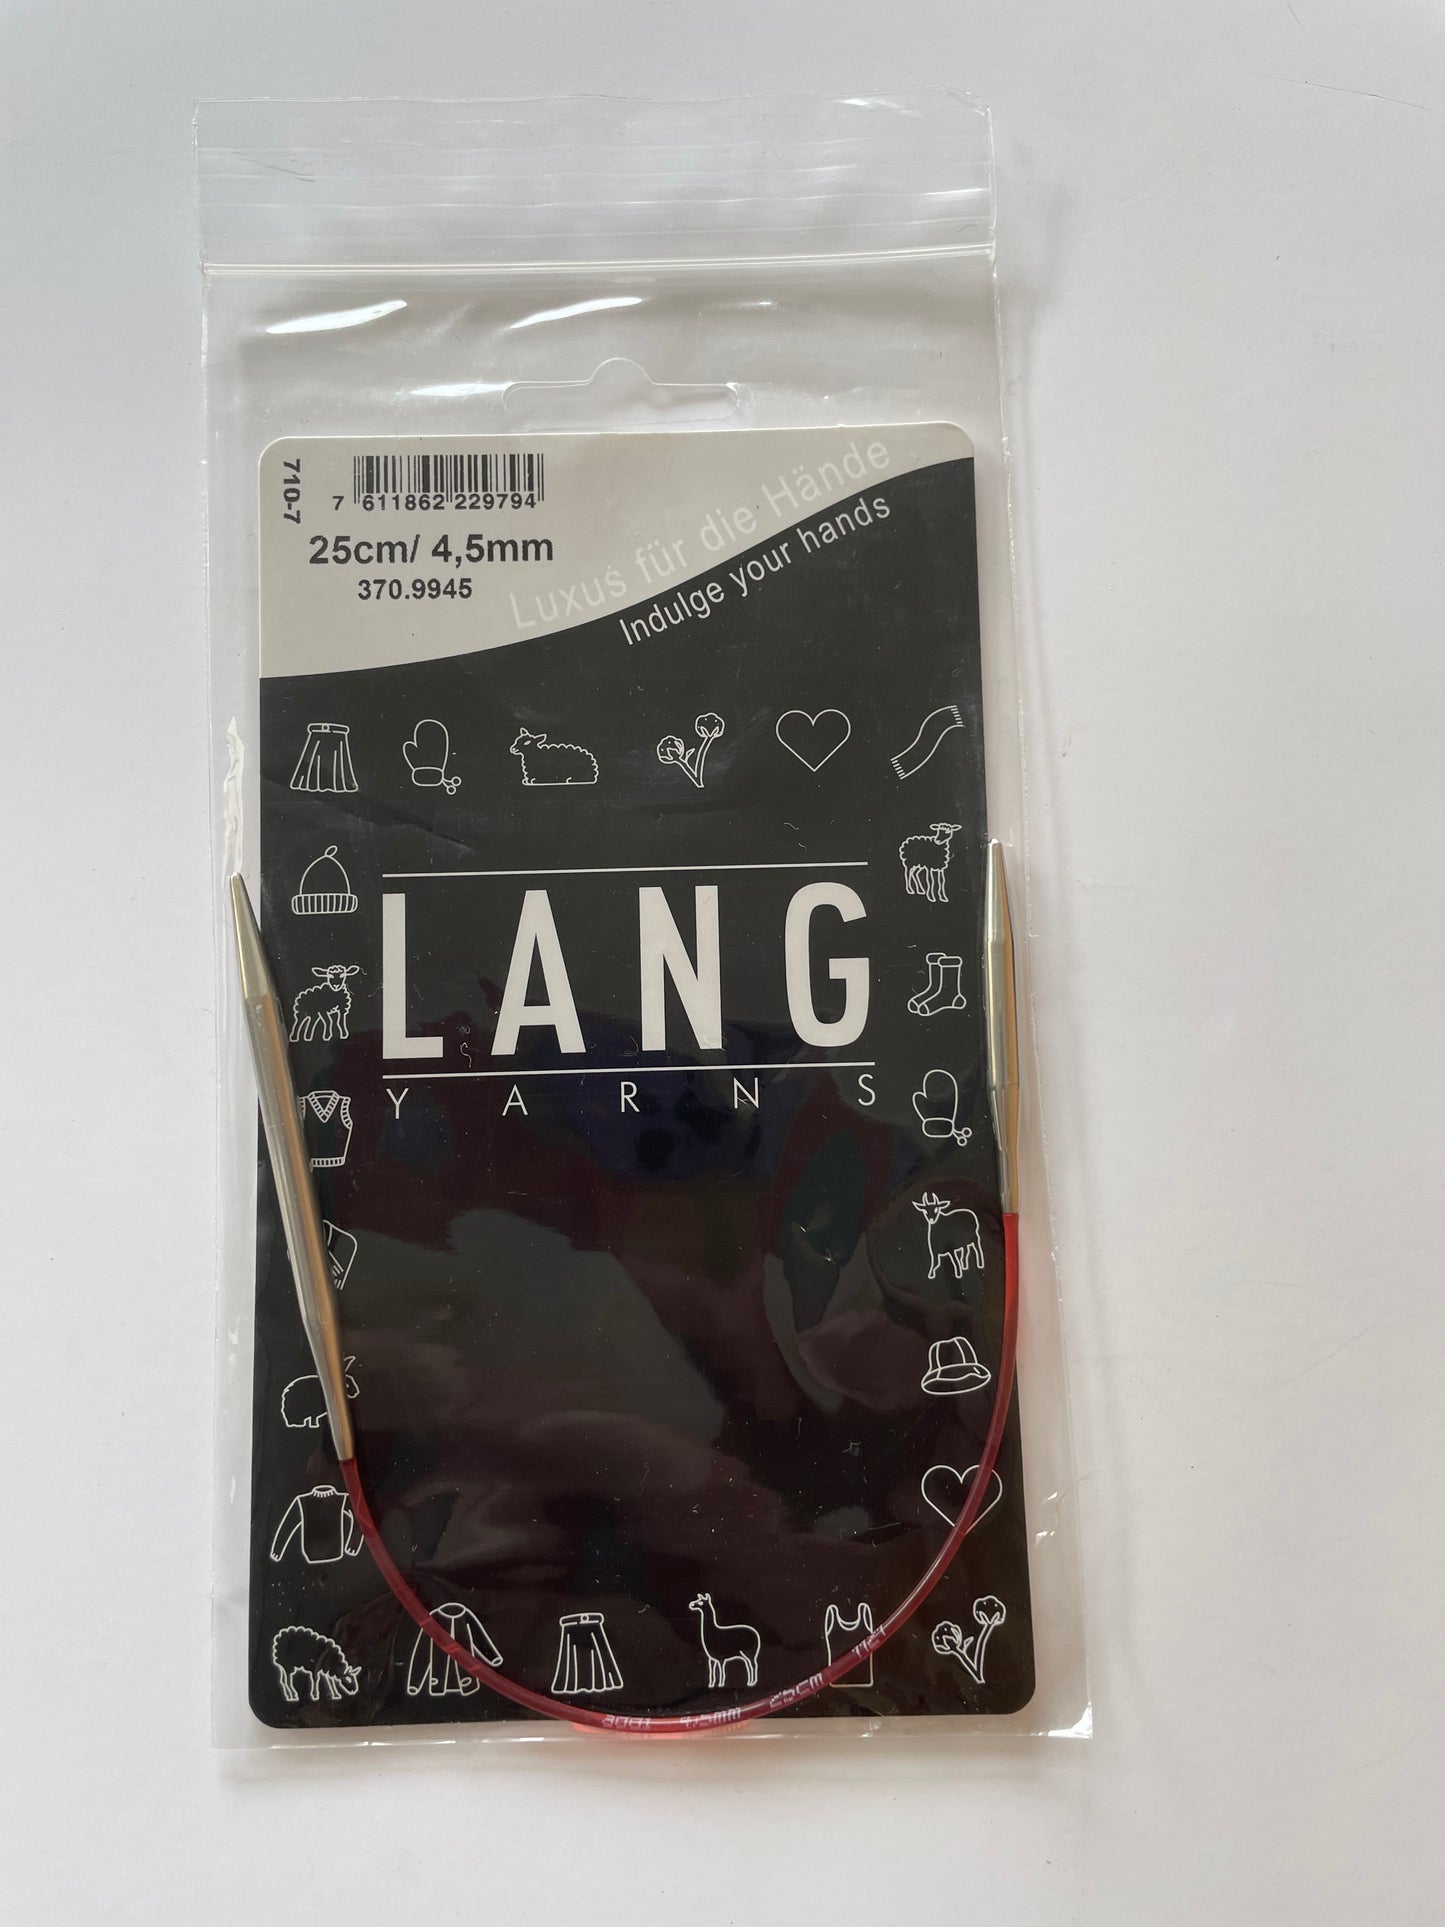 710-7
7 611862 229794
25cm/ 4,5mm
370.9945
Luxus für die Hände
Indulge your hands
LANG
YARNS
addi 4.5mm 25cm